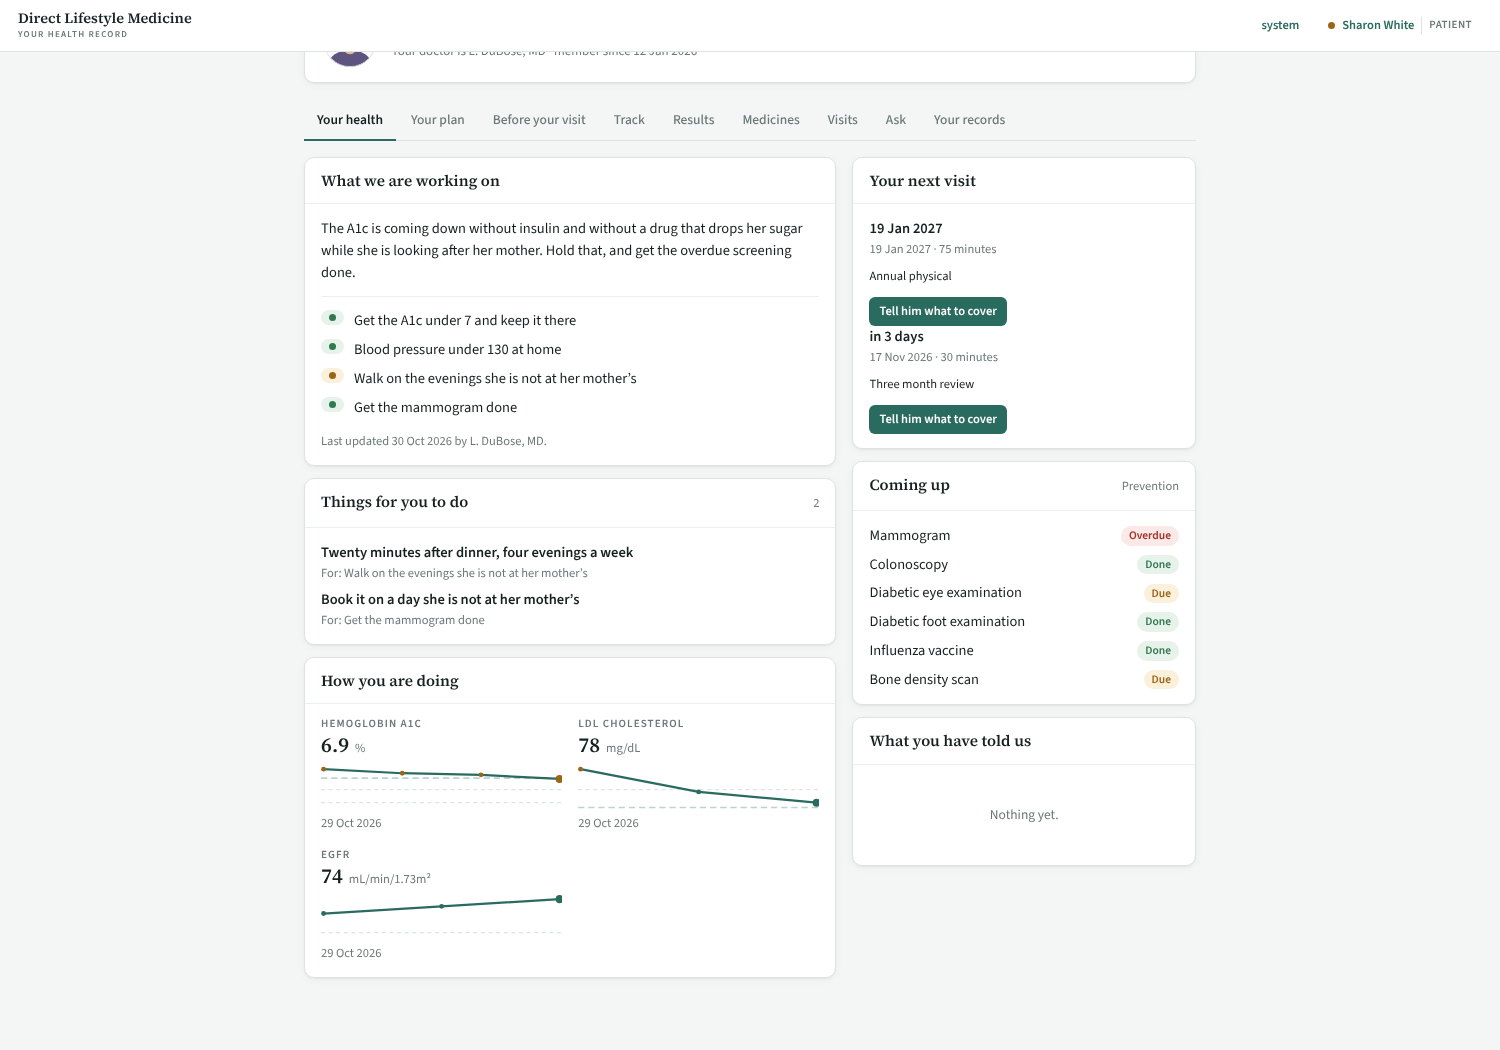 Direct Lifestyle Medicine
YOUR HEALTH RECORD
system
Sharon White
PATIENT
Your doctor is L. DuBose, MD · member since 12 Jan 2026
Your health
Your plan
Before your visit
Track
Results
Medicines
Visits
Ask
Your records
What we are working on
The A1c is coming down without insulin and without a drug that drops her sugar
while she is looking after her mother. Hold that, and get the overdue screening
done.
Get the A1c under 7 and keep it there
Blood pressure under 130 at home
Walk on the evenings she is not at her mother’s
Get the mammogram done
Last updated 30 Oct 2026 by L. DuBose, MD.
Things for you to do
2
Twenty minutes after dinner, four evenings a week
For: Walk on the evenings she is not at her mother’s
Book it on a day she is not at her mother’s
For: Get the mammogram done
How you are doing
HEMOGLOBIN A1C
6.9 %
29 Oct 2026
LDL CHOLESTEROL
78 mg/dL
29 Oct 2026
EGFR
74 mL/min/1.73m²
29 Oct 2026
Your next visit
19 Jan 2027
19 Jan 2027 · 75 minutes
Annual physical
Tell him what to cover
in 3 days
17 Nov 2026 · 30 minutes
Three month review
Tell him what to cover
Coming up
Prevention
Mammogram Overdue
Colonoscopy Done
Diabetic eye examination Due
Diabetic foot examination Done
Influenza vaccine Done
Bone density scan Due
What you have told us
Nothing yet.